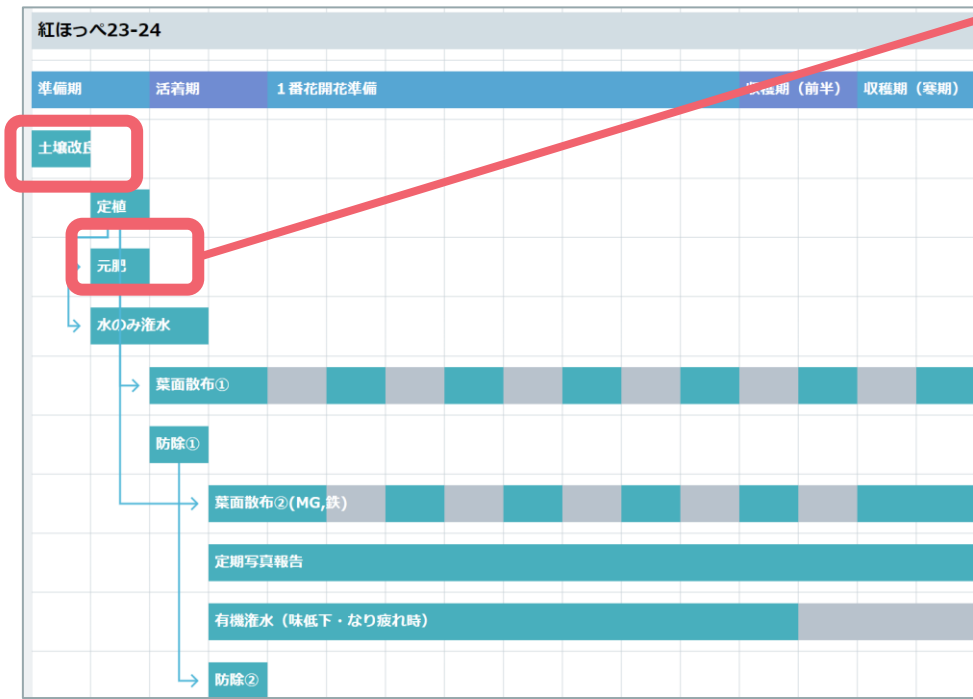 紅ほっぺ23-24
準備期 活着期 1番花開花準備 収穫期（前半） 収穫期（寒期）
土壌改良
定植
元肥
水のみ潅水
葉面散布①
防除①
葉面散布②(MG,鉄)
定期写真報告
有機潅水（味低下・なり疲れ時）
防除②